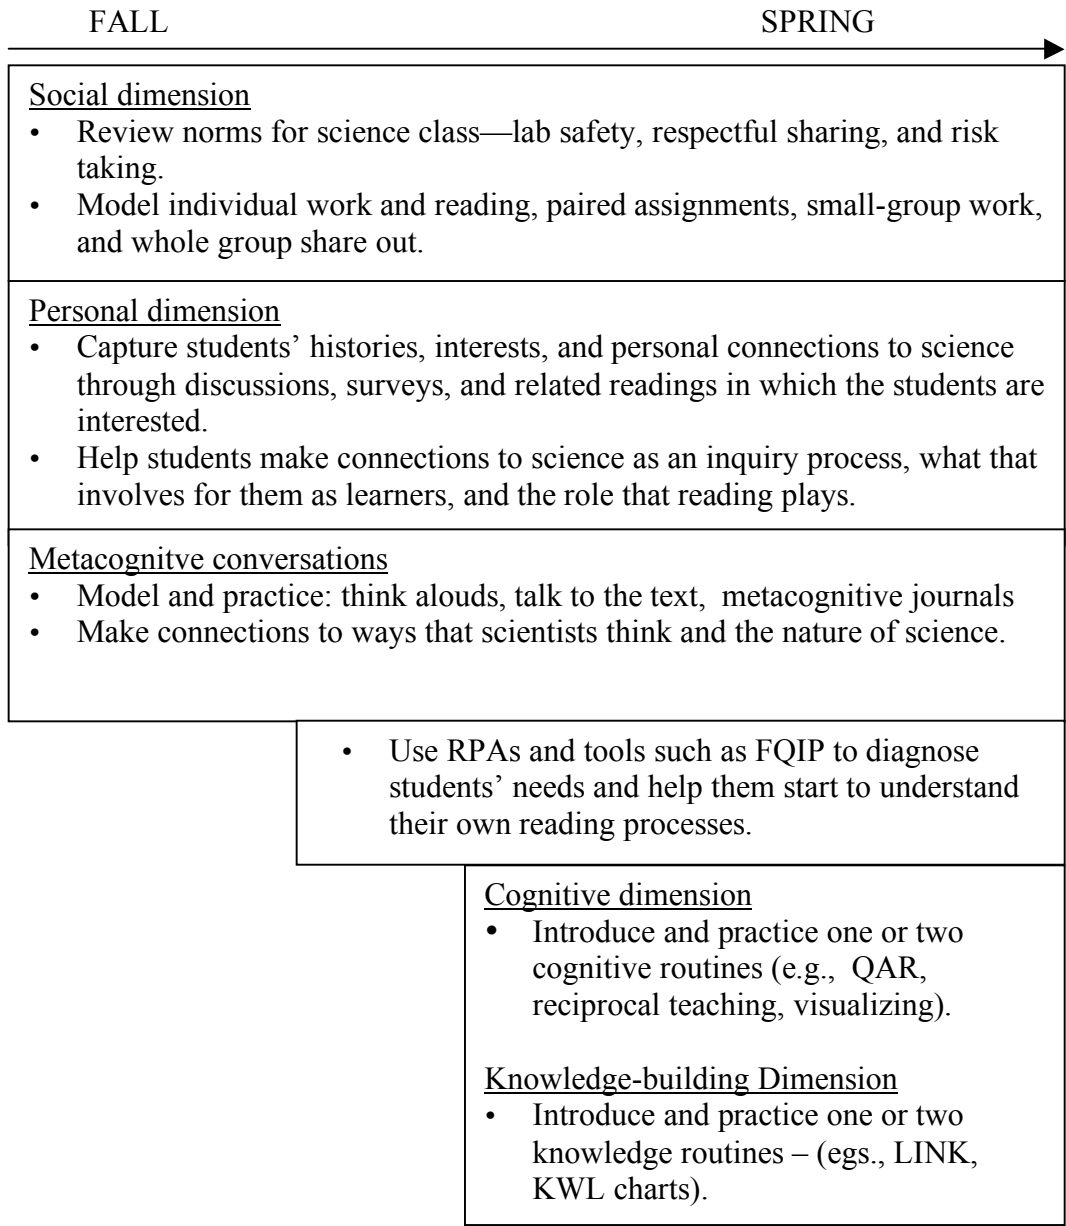 FALL SPRING
Social dimension
• Review norms for science class—lab safety, respectful sharing, and risk
taking.
• Model individual work and reading, paired assignments, small-group work,
and whole group share out.
Personal dimension
• Capture students’ histories, interests, and personal connections to science
through discussions, surveys, and related readings in which the students are
interested.
• Help students make connections to science as an inquiry process, what that
involves for them as learners, and the role that reading plays.
Metacognitve conversations
• Model and practice: think alouds, talk to the text,  metacognitive journals
• Make connections to ways that scientists think and the nature of science.
• Use RPAs and tools such as FQIP to diagnose
students’ needs and help them start to understand
their own reading processes.
Cognitive dimension
• Introduce and practice one or two
cognitive routines (e.g.,  QAR,
reciprocal teaching, visualizing).
Knowledge-building Dimension
• Introduce and practice one or two
knowledge routines – (egs., LINK,
KWL charts).